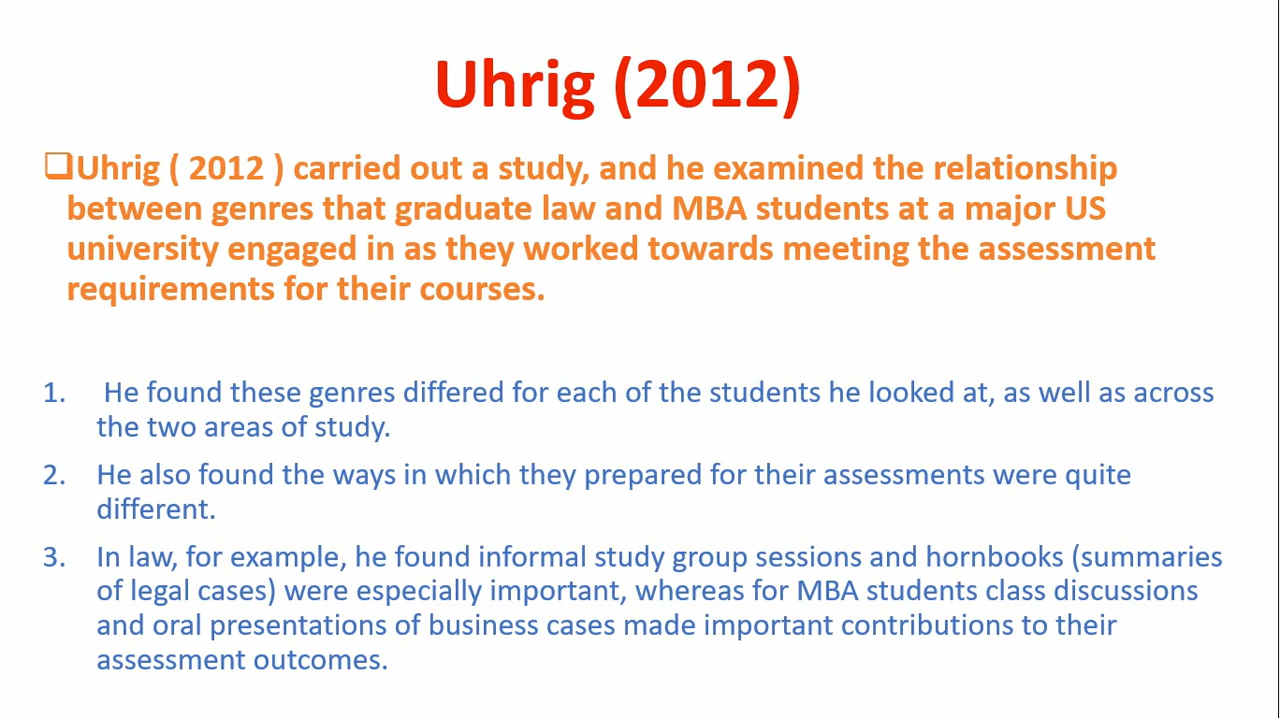 Uhrig (2012)
❑Uhrig ( 2012 ) carried out a study, and he examined the relationship
between genres that graduate law and MBA students at a major US
university engaged in as they worked towards meeting the assessment
requirements for their courses.
1. He found these genres differed for each of the students he looked at, as well as across
the two areas of study.
2. He also found the ways in which they prepared for their assessments were quite
different.
3. In law, for example, he found informal study group sessions and hornbooks (summaries
of legal cases) were especially important, whereas for MBA students class discussions
and oral presentations of business cases made important contributions to their
assessment outcomes.